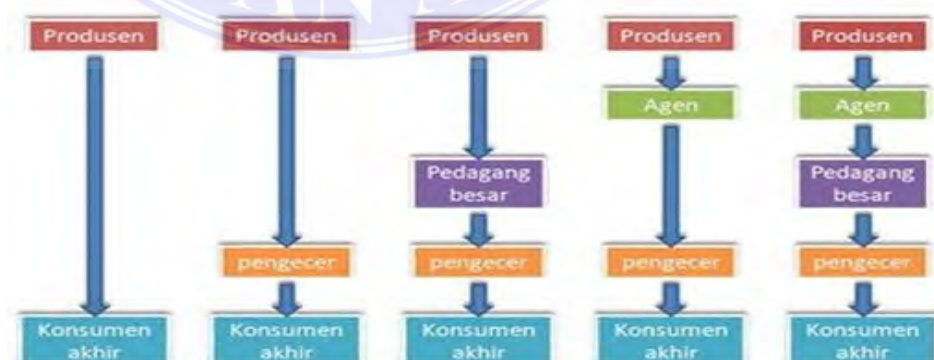 Produsen
Produsen
Produsen
Produsen
Produsen
Agen
Agen
Pedagang
besar
Pedagang
besar
pengecer
pengecer
pengecer
pengecer
Konsumen
akhir
Konsumen
akhir
Konsumen
akhir
Konsumen
akhir
Konsumen
akhir